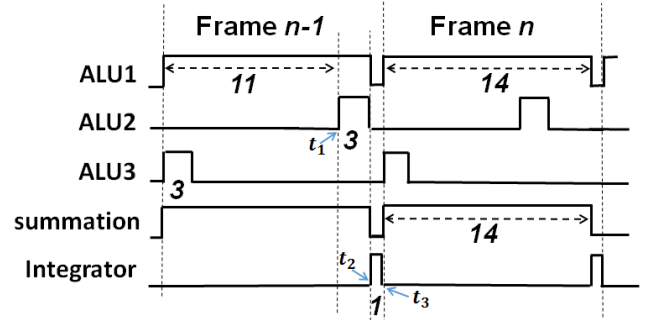 Frame n-1 Frame n
ALU1
11 14
ALU2
t1 3
ALU3
3
summation
14
Integrator
t2
1 t3